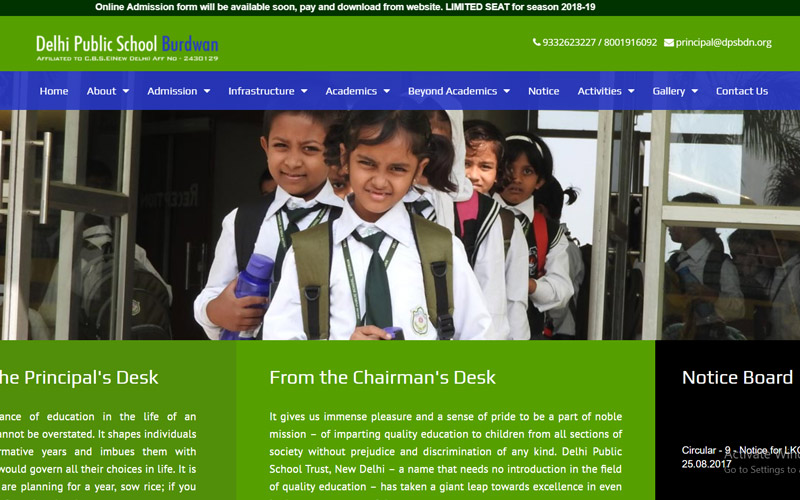 Online Admission form will be available soon, pay and download from website. LIMITED SEAT for season 2018-19
Delhi Public School Burdwan
Affiliated to C.B.S.E(New Delhi) Aff No - 2430129
9332623227 / 8001916092 principal@dpsbdn.org
Home About Admission Infrastructure Academics Beyond Academics Notice Activities Gallery Contact Us
RECEPTION
he Principal's Desk
ance of education in the life of an
annot be overstated. It shapes individuals
rmative years and imbues them with
would govern all their choices in life. It is
are planning for a year, sow rice; if you
From the Chairman's Desk
It gives us immense pleasure and a sense of pride to be a part of noble
mission – of imparting quality education to children from all sections of
society without prejudice and discrimination of any kind. Delhi Public
School Trust, New Delhi – a name that needs no introduction in the field
of quality education – has taken a giant leap towards excellence in even
Notice Board
Circular - 9 - Notice for LKG
25.08.2017
Activate Win
Go to Settings to a